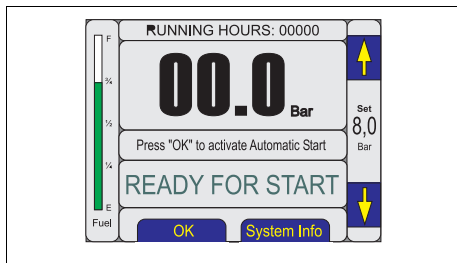 RUNNING HOURS: 00000
F
¾
½
¼
E
Fuel
00.0 Bar
Set
8,0
Bar
Press "OK" to activate Automatic Start
READY FOR START
OK
System Info